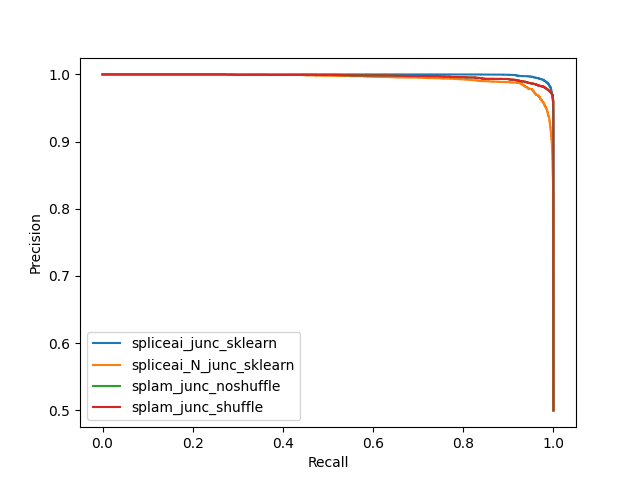 1.0
0.9
0.8
0.7
0.6
0.5
Precision
spliceai_junc_sklearn
spliceai_N_junc_sklearn
splam_junc_noshuffle
splam_junc_shuffle
0.0 0.2 0.4 0.6 0.8 1.0
Recall